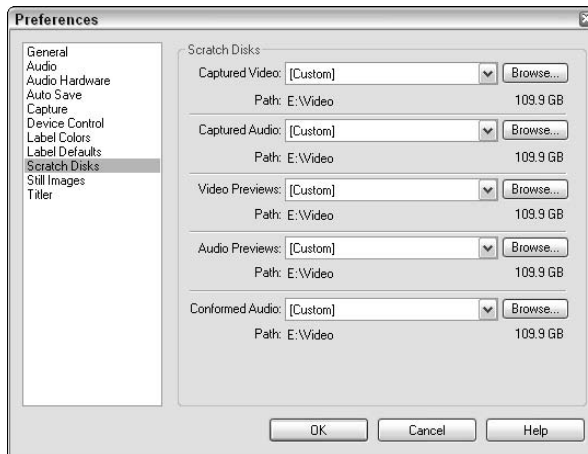 Preferences
General
Audio
Audio Hardware
Auto Save
Capture
Device Control
Label Colors
Label Defaults
Scratch Disks
Still Images
Titler
Scratch Disks
Captured Video: [Custom] Browse...
Path: E:\Video 109.9 GB
Captured Audio: [Custom] Browse...
Path: E:\Video 109.9 GB
Video Previews: [Custom] Browse...
Path: E:\Video 109.9 GB
Audio Previews: [Custom] Browse...
Path: E:\Video 109.9 GB
Conformed Audio: [Custom] Browse...
Path: E:\Video 109.9 GB
OK Cancel Help